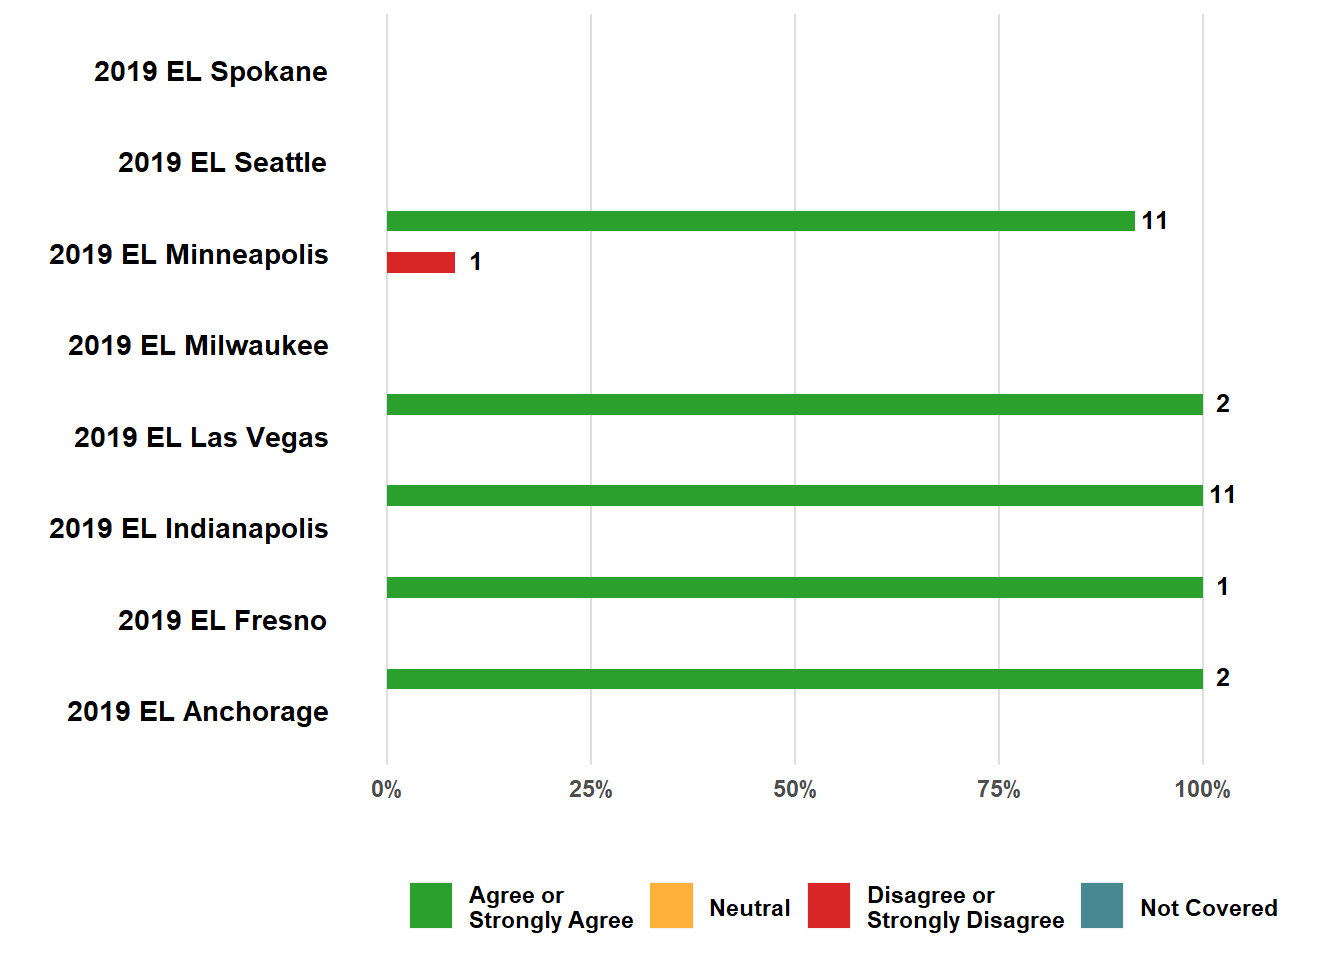 2019 EL Spokane
2019 EL Seattle
11
2019 EL Minneapolis
1
2019 EL Milwaukee
2
2019 EL Las Vegas
11
2019 EL Indianapolis
1
2019 EL Fresno
2
2019 EL Anchorage
0% 25% 50% 75% 100%
Agree or
Strongly Agree
Neutral
Disagree or
Strongly Disagree
Not Covered